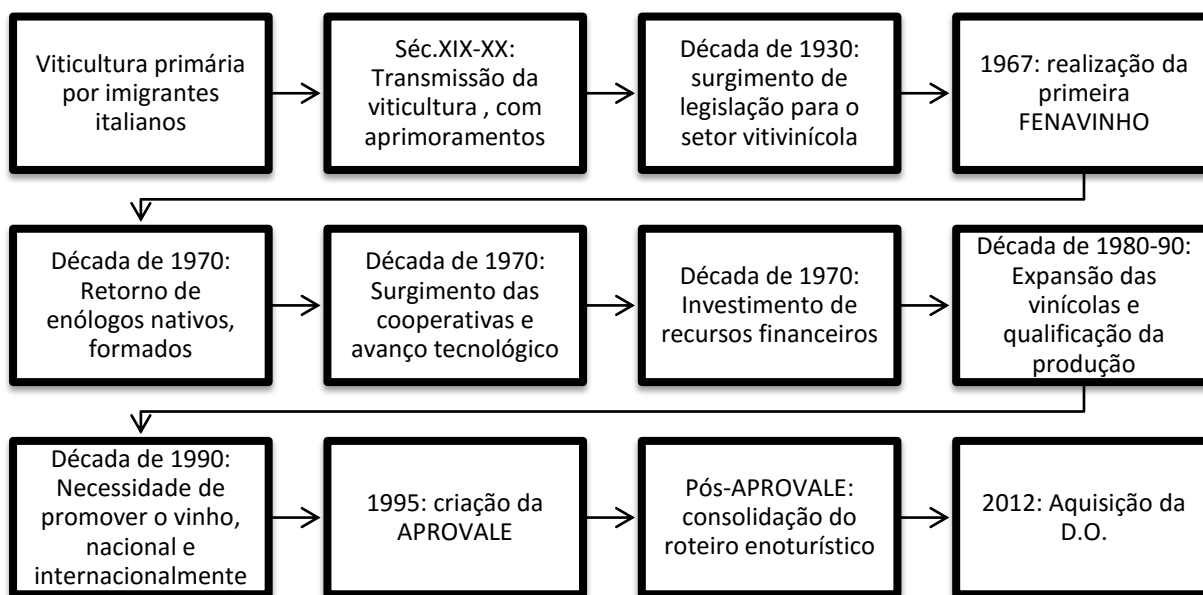 Viticultura primária
por imigrantes
italianos
Séc.XIX-XX:
Transmissão da
viticultura , com
aprimoramentos
Década de 1930:
surgimento de
legislação para o
setor vitivinícola
1967: realização da
primeira
FENAVINHO
Década de 1970:
Retorno de
enólogos nativos,
formados
Década de 1970:
Surgimento das
cooperativas e
avanço tecnológico
Década de 1970:
Investimento de
recursos financeiros
Década de 1980-90:
Expansão das
vinícolas e
qualificação da
produção
Década de 1990:
Necessidade de
promover o vinho,
nacional e
internacionalmente
1995: criação da
APROVALE
Pós-APROVALE:
consolidação do
roteiro enoturístico
2012: Aquisição da
D.O.